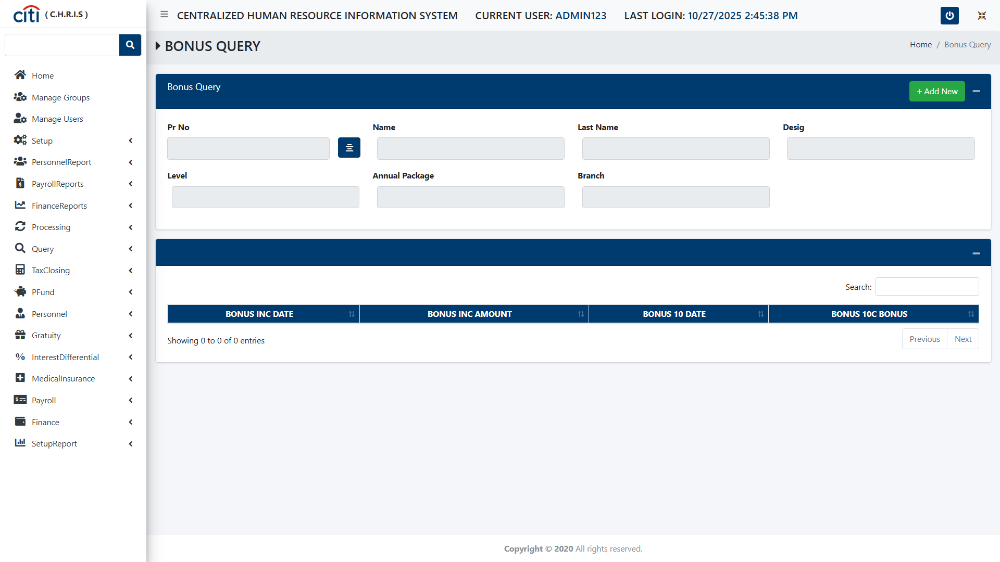 citi ( C.H.R.I.S )
CENTRALIZED HUMAN RESOURCE INFORMATION SYSTEM CURRENT USER: ADMIN123 LAST LOGIN: 10/27/2025 2:45:38 PM
BONUS QUERY
Home / Bonus Query
Home
Manage Groups
Manage Users
Setup
PersonnelReport
PayrollReports
FinanceReports
Processing
Query
TaxClosing
PFund
Personnel
Gratuity
InterestDifferential
MedicalInsurance
Payroll
Finance
SetupReport
Bonus Query
+ Add New
Pr No Name Last Name Desig
Level Annual Package Branch
Search:
BONUS INC DATE BONUS INC AMOUNT BONUS 10 DATE BONUS 10C BONUS
Showing 0 to 0 of 0 entries
Previous Next
Copyright © 2020 All rights reserved.